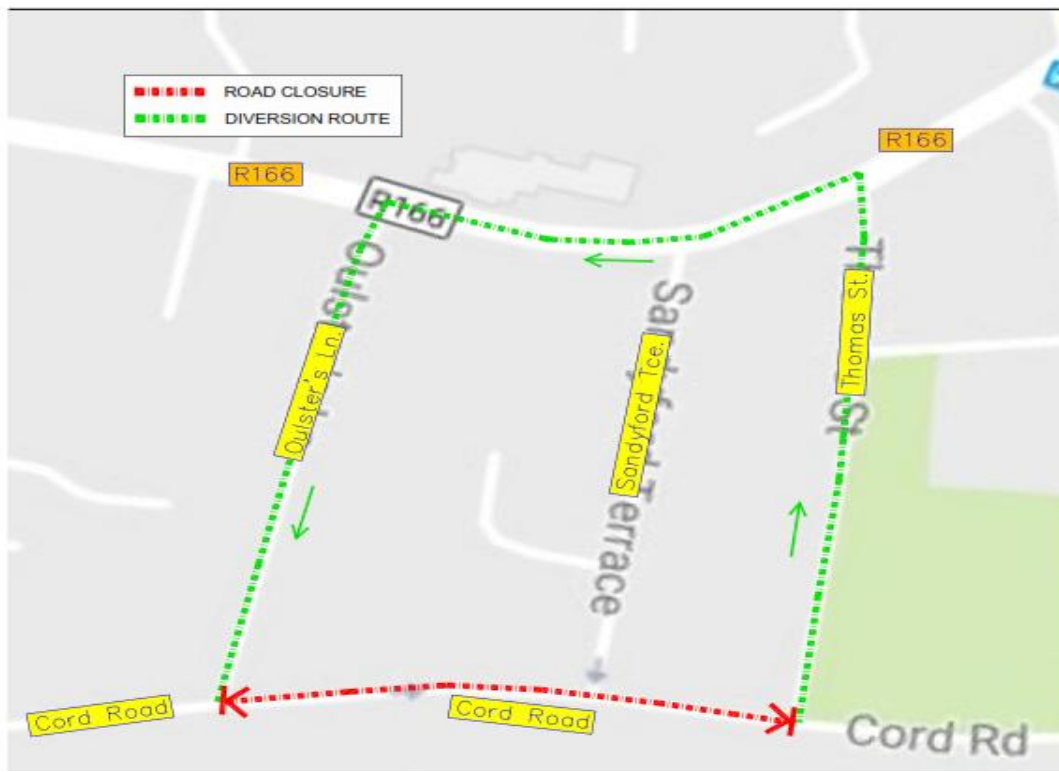 ROAD CLOSURE
DIVERSION ROUTE
R166
R166
R166
Oulster's Ln.
Sandyford Tce.
Sandyford Terrace
Thomas St.
St
Cord Road
Cord Road
Cord Rd